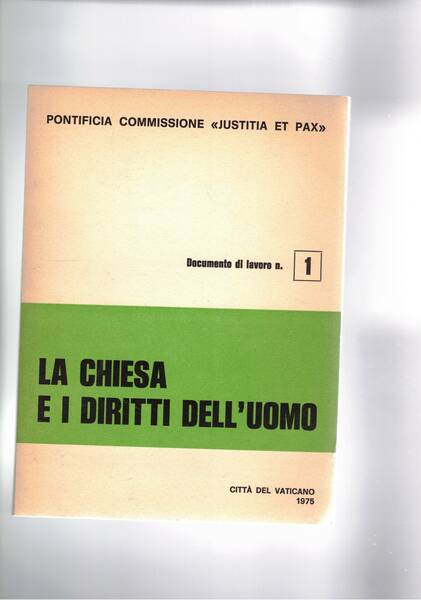 PONTIFICIA COMMISSIONE «JUSTITIA ET PAX»
Documento di lavoro n. 1
LA CHIESA
E I DIRITTI DELL'UOMO
CITTÀ DEL VATICANO
1975